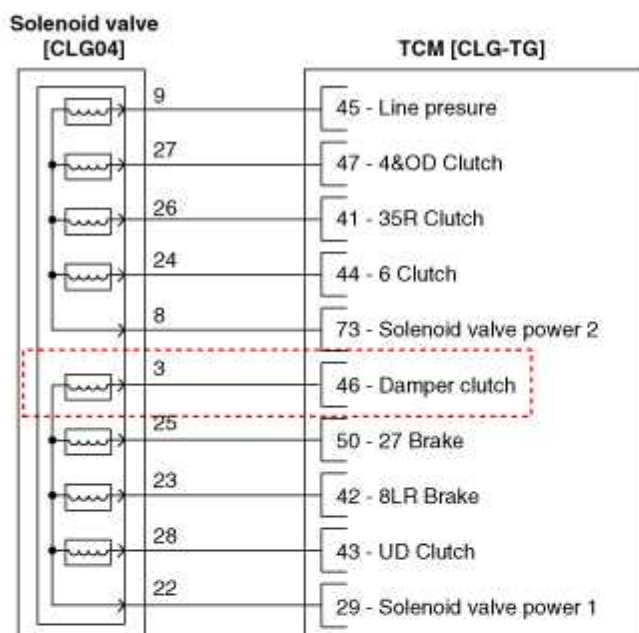 Solenoid valve
[CLG04]
TCM [CLG-TG]
9
45 - Line presure
27
47 - 4&OD Clutch
26
41 - 35R Clutch
24
44 - 6 Clutch
8
73 - Solenoid valve power 2
3
46 - Damper clutch
25
50 - 27 Brake
23
42 - 8LR Brake
28
43 - UD Clutch
22
29 - Solenoid valve power 1